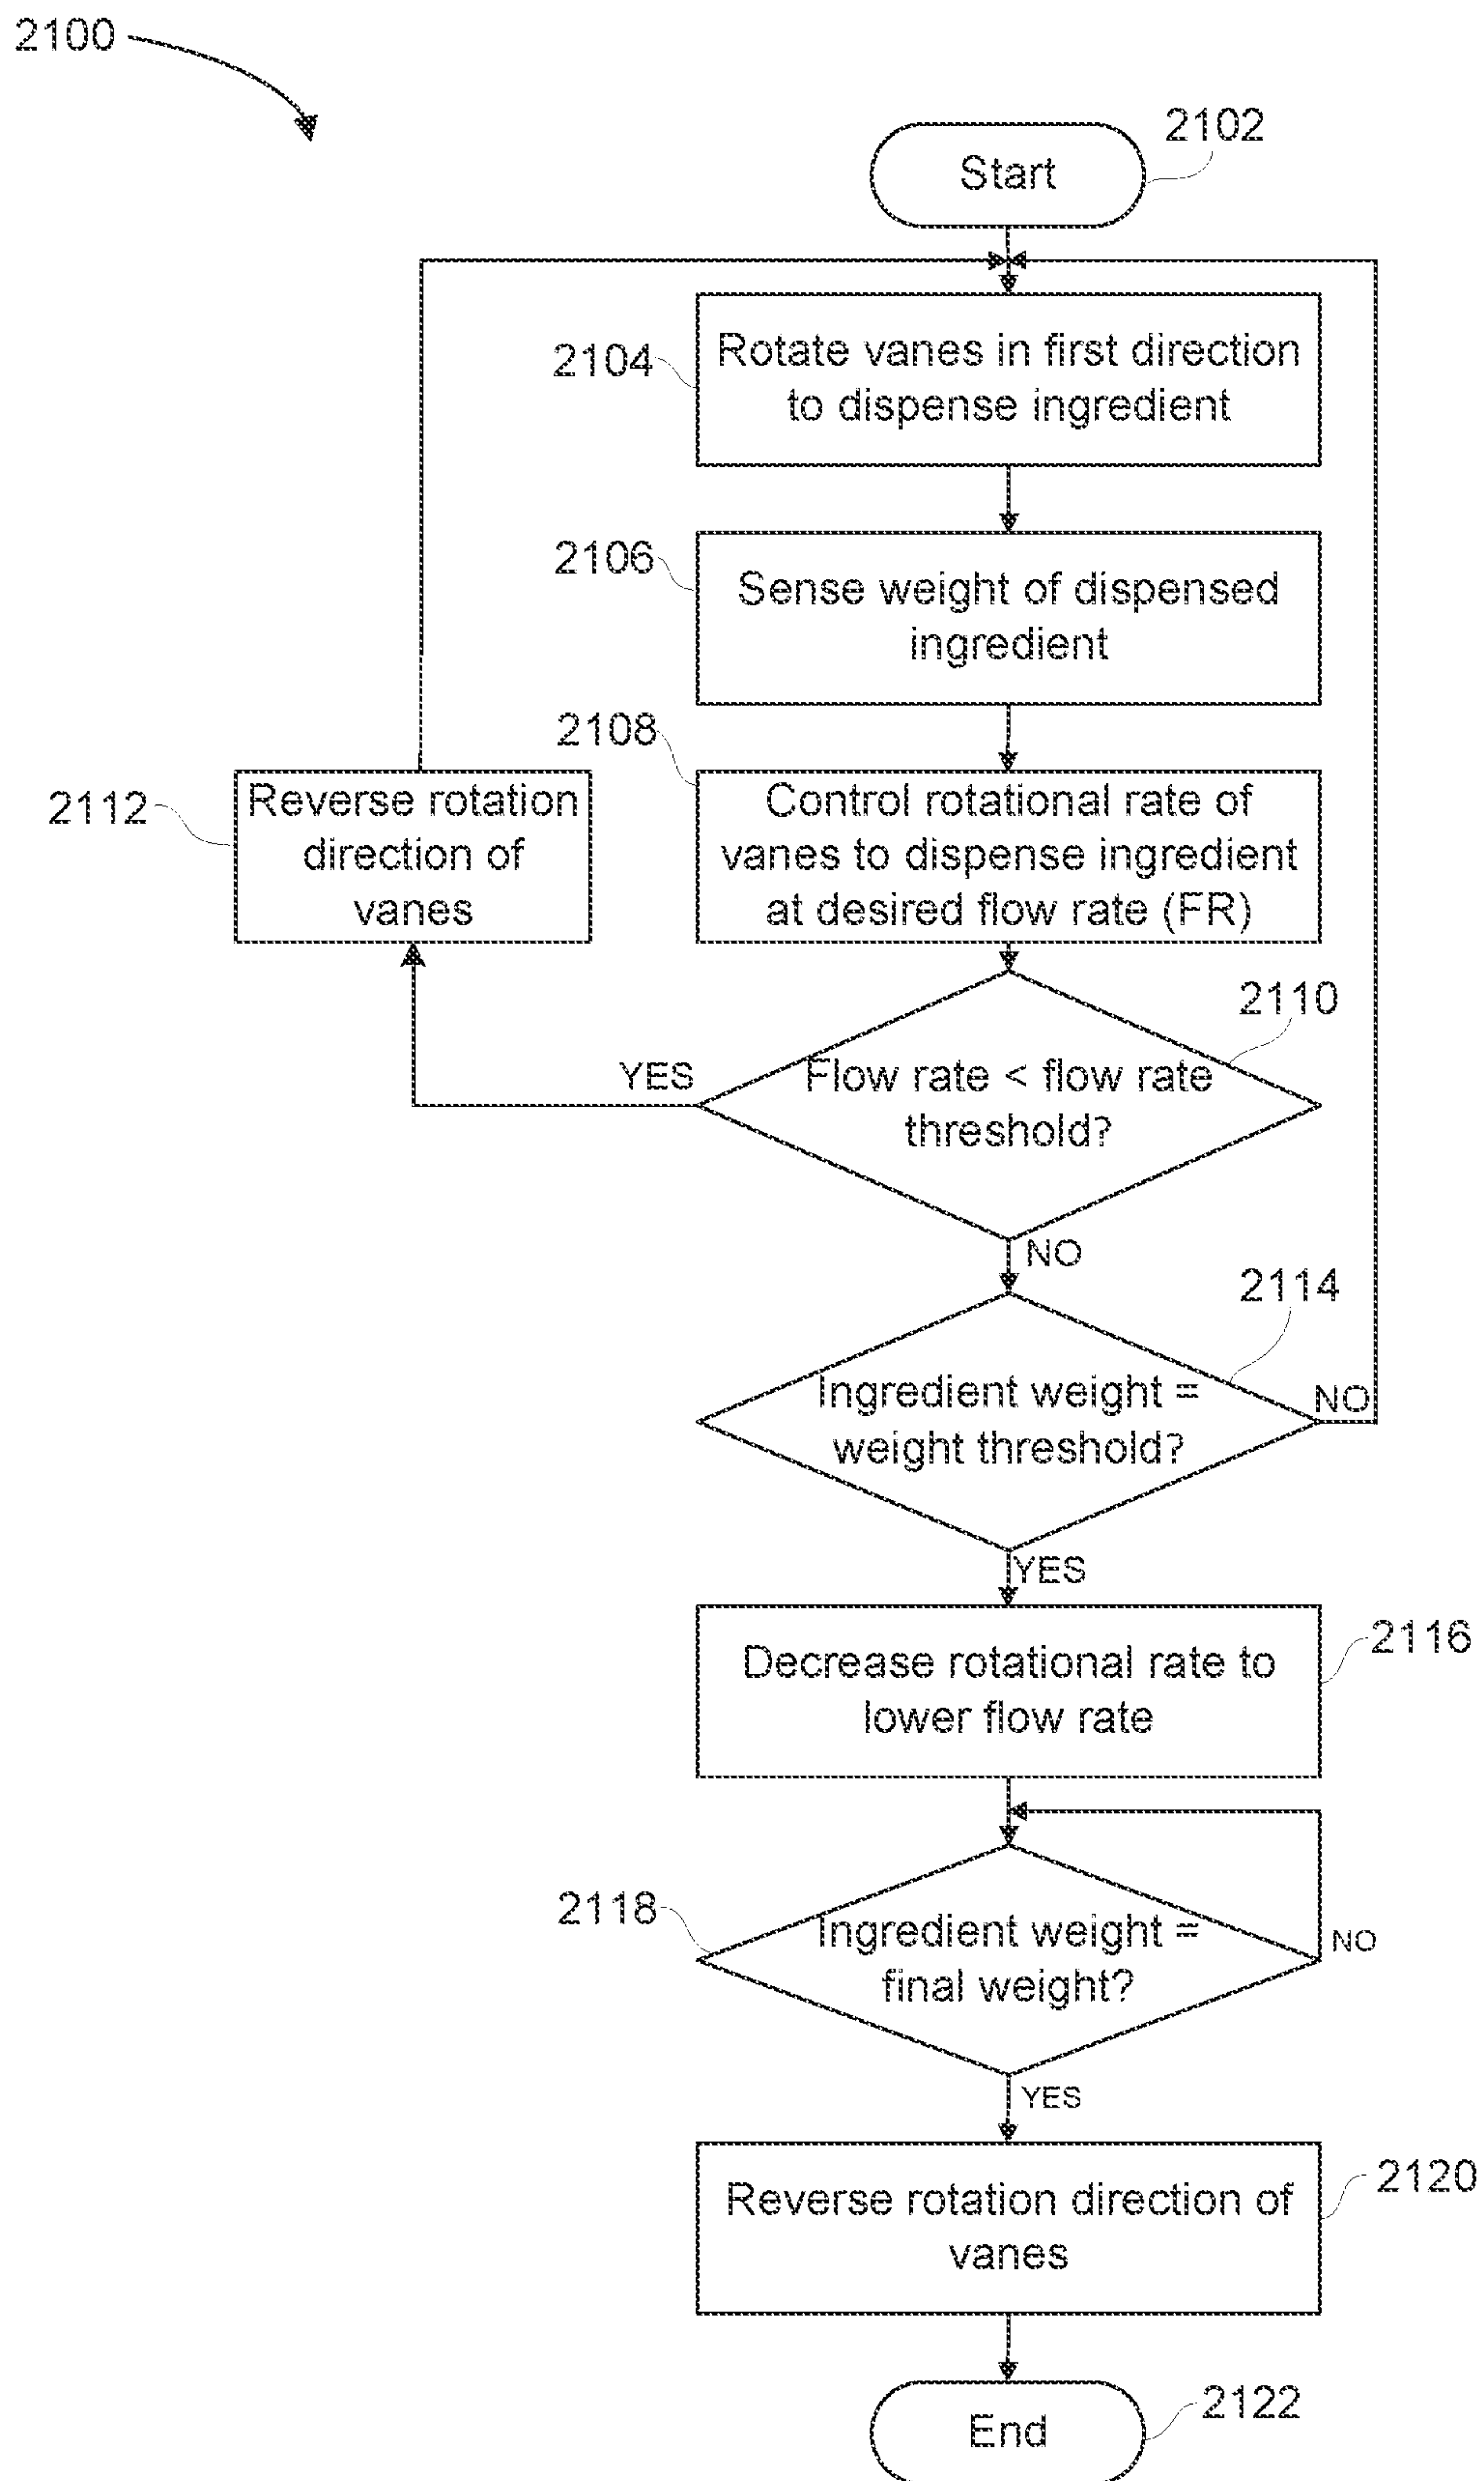 2100
2102
Start
2104
Rotate vanes in first direction
to dispense ingredient
2106
Sense weight of dispensed
ingredient
2108
Control rotational rate of
vanes to dispense ingredient
at desired flow rate (FR)
2112
Reverse rotation
direction of
vanes
2110
Flow rate < flow rate
threshold?
YES
NO
2114
Ingredient weight =
weight threshold?
NO
YES
2116
Decrease rotational rate to
lower flow rate
2118
Ingredient weight =
final weight?
NO
YES
2120
Reverse rotation direction of
vanes
2122
End